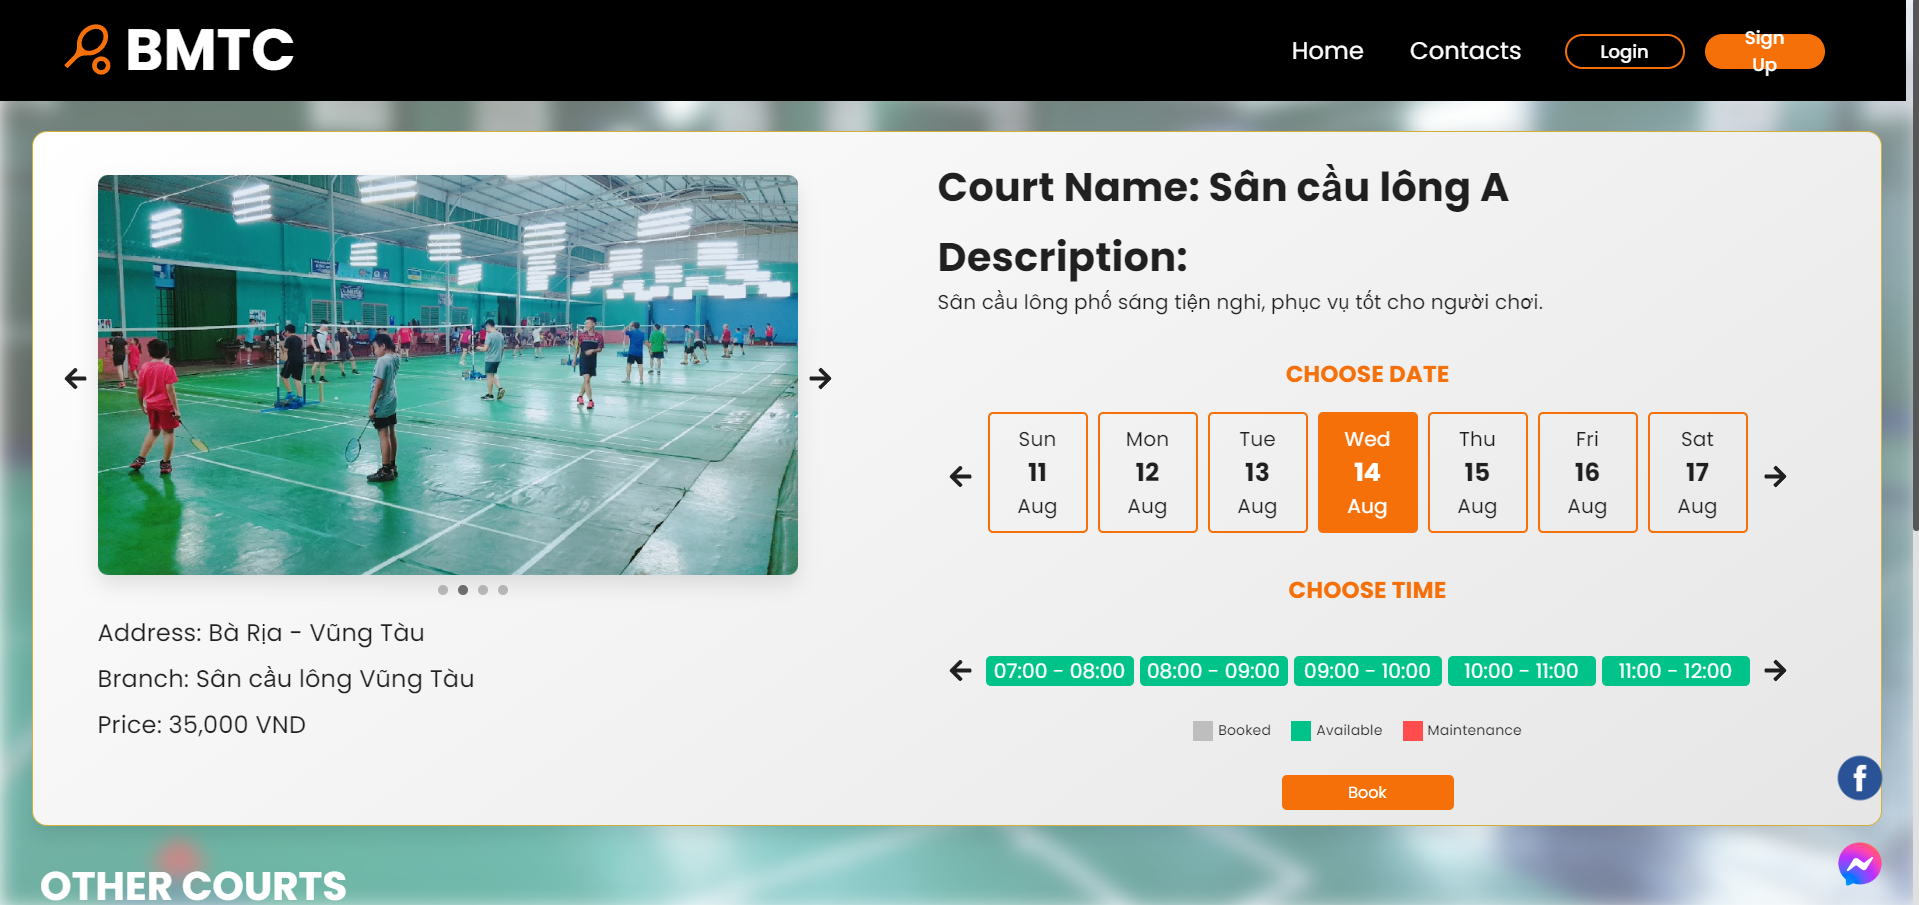 BMTC
Home Contacts Login Sign Up
Court Name: Sân cầu lông A
Description:
Sân cầu lông phố sáng tiện nghi, phục vụ tốt cho người chơi.
CHOOSE DATE
Sun Mon Tue Wed Thu Fri Sat
11 12 13 14 15 16 17
Aug Aug Aug Aug Aug Aug Aug
CHOOSE TIME
07:00 - 08:00 08:00 - 09:00 09:00 - 10:00 10:00 - 11:00 11:00 - 12:00
Booked Available Maintenance
Book
Address: Bà Rịa - Vũng Tàu
Branch: Sân cầu lông Vũng Tàu
Price: 35,000 VND
OTHER COURTS